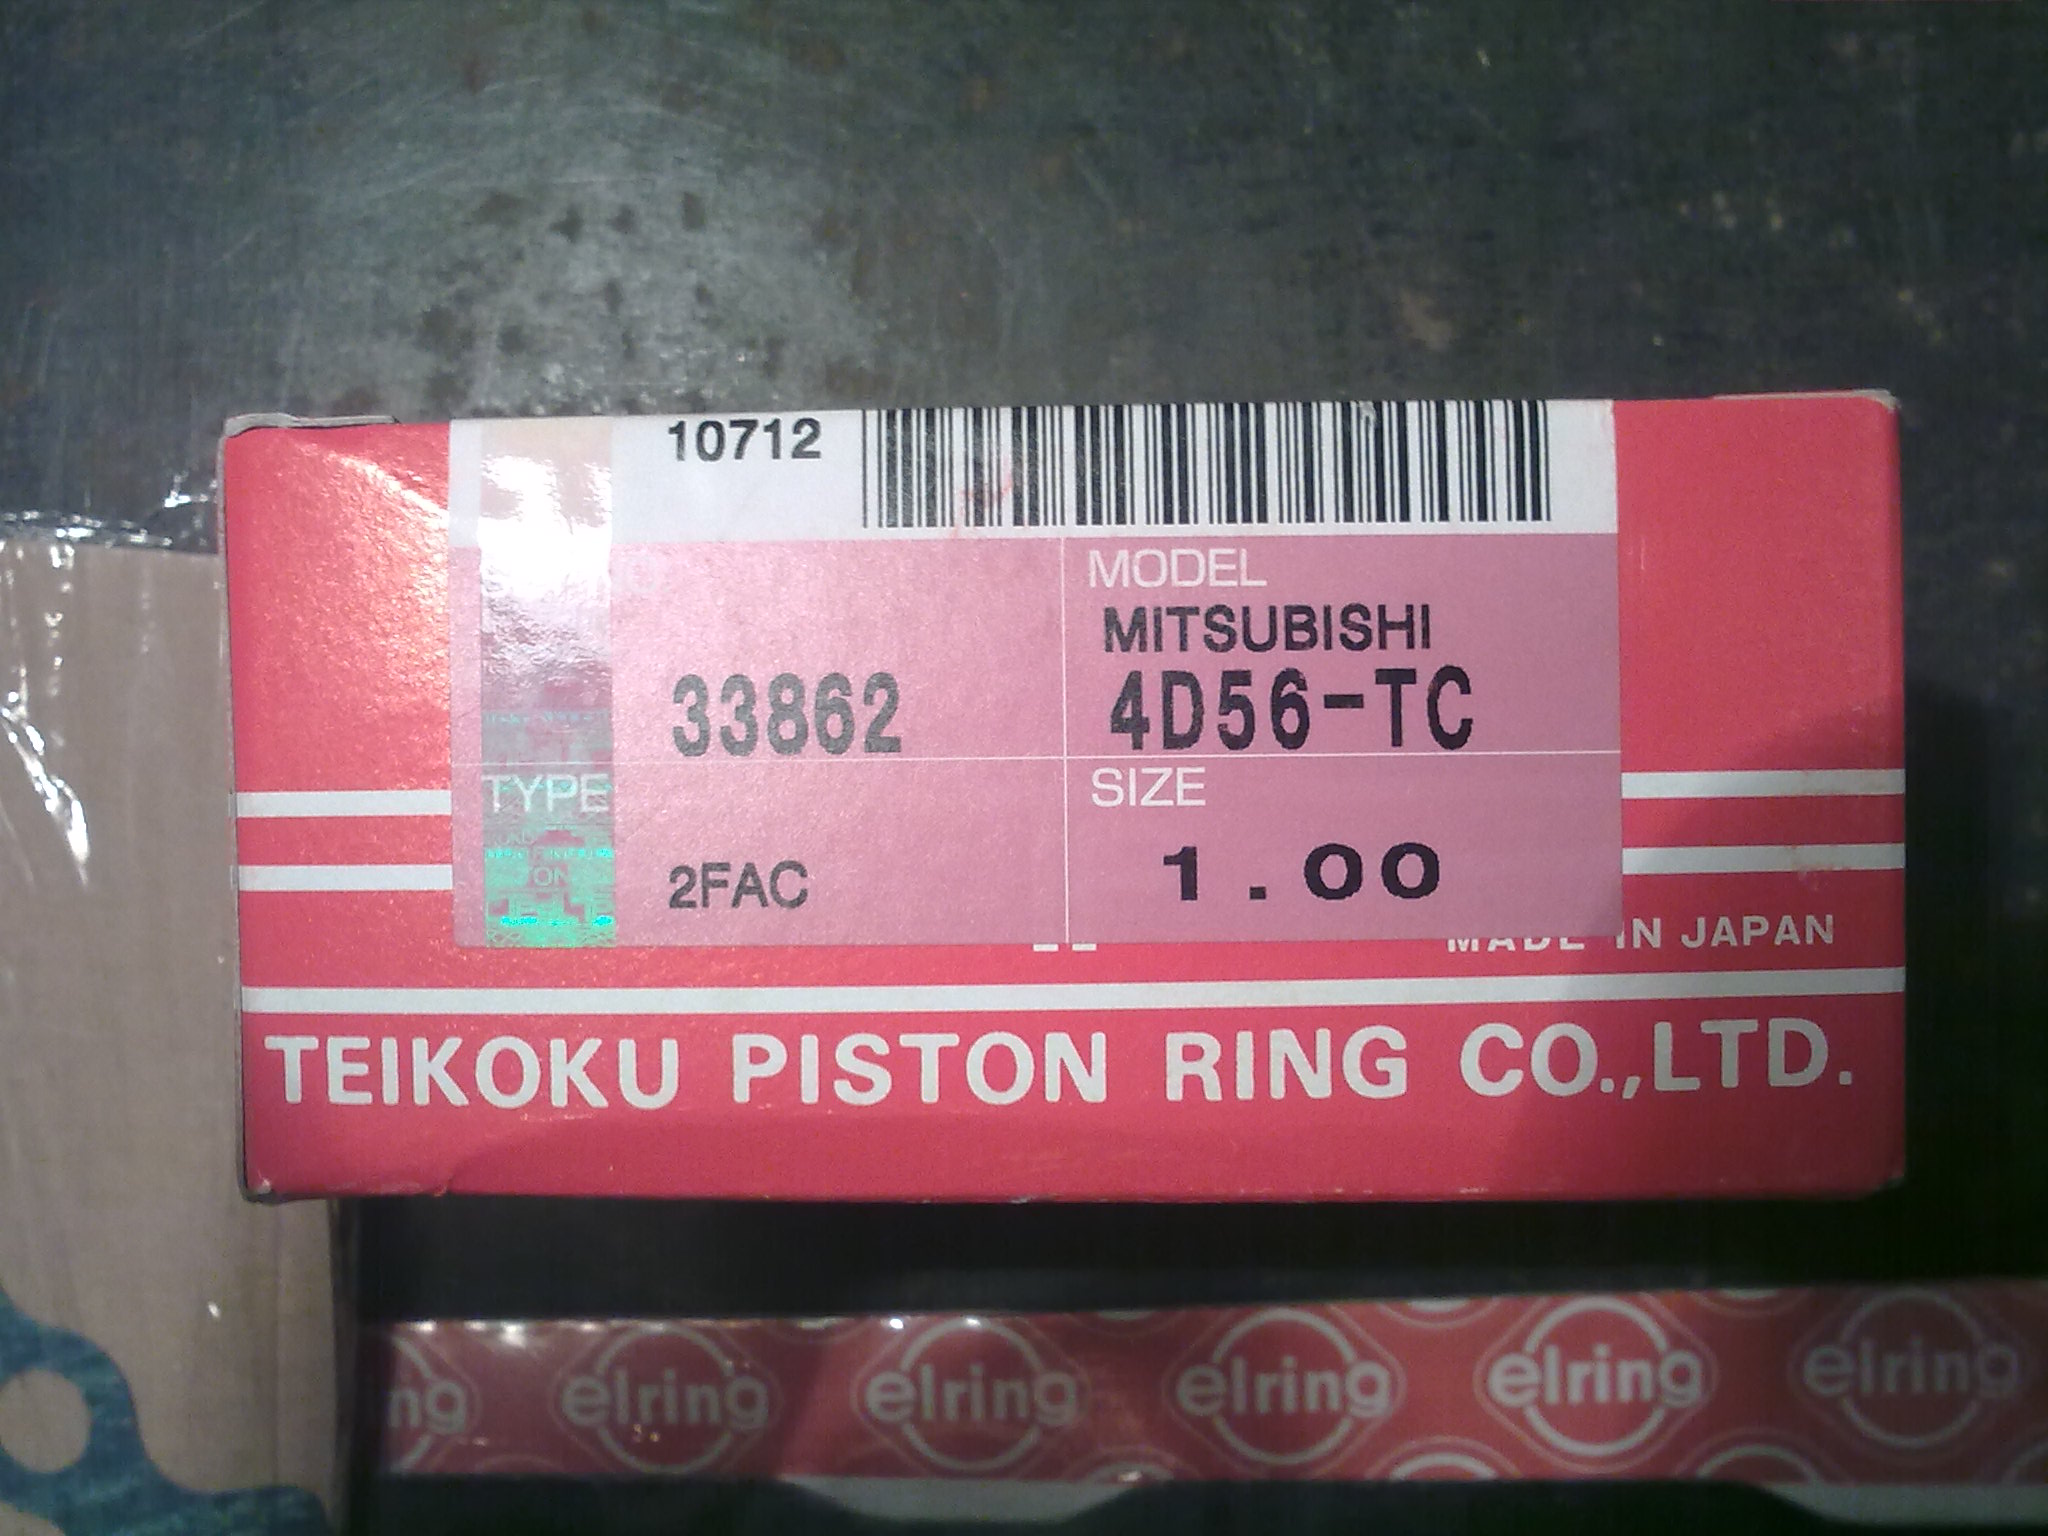 10712
MODEL
MITSUBISHI
33862
4D56-TC
TYPE
SIZE
2FAC
1.00
MADE IN JAPAN
TEIKOKU PISTON RING CO.,LTD.
elring elring elring elring elring